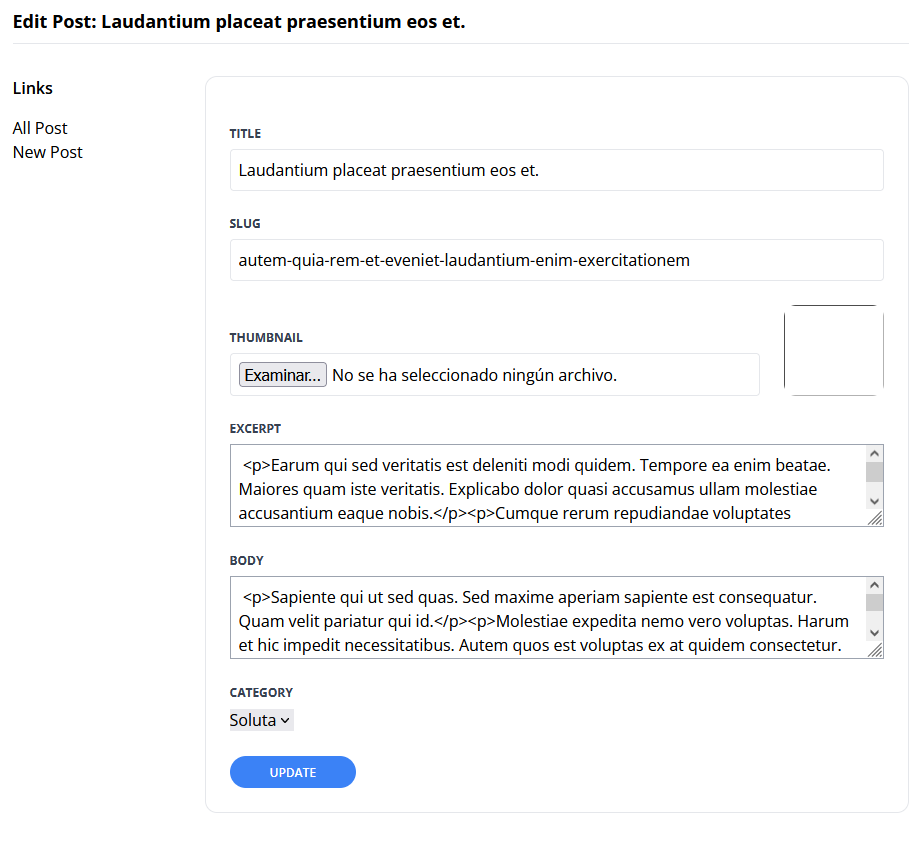 Edit Post: Laudantium placeat praesentium eos et.
Links
All Post
New Post
TITLE
Laudantium placeat praesentium eos et.
SLUG
autem-quia-rem-et-eveniet-laudantium-enim-exercitationem
THUMBNAIL
Examinar... No se ha seleccionado ningún archivo.
EXCERPT
<p>Earum qui sed veritatis est deleniti modi quidem. Tempore ea enim beatae.
Maiores quam iste veritatis. Explicabo dolor quasi accusamus ullam molestiae
accusantium eaque nobis.</p><p>Cumque rerum repudiandae voluptates
BODY
<p>Sapiente qui ut sed quas. Sed maxime aperiam sapiente est consequatur.
Quam velit pariatur qui id.</p><p>Molestiae expedita nemo vero voluptas. Harum
et hic impedit necessitatibus. Autem quos est voluptas ex at quidem consectetur.
CATEGORY
Soluta
UPDATE